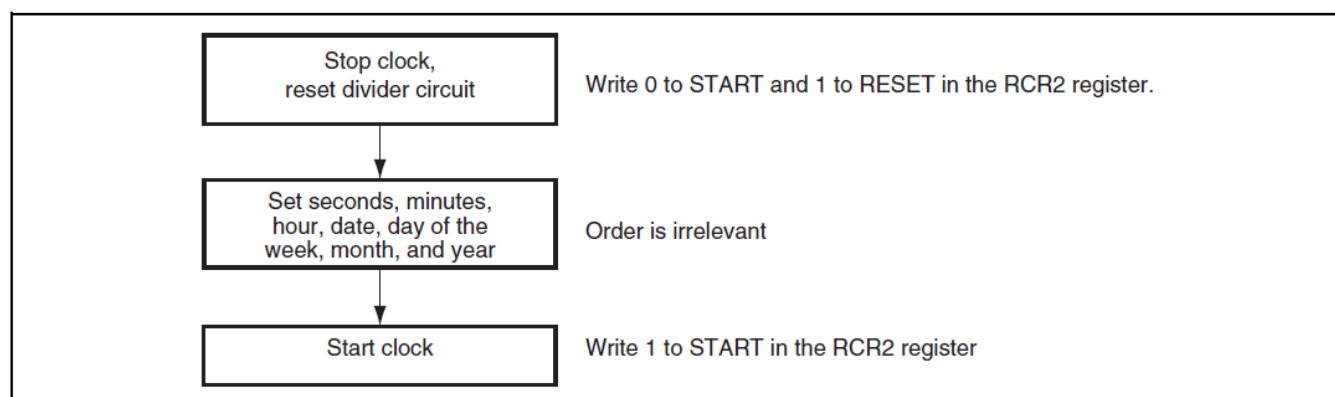 Stop clock,
reset divider circuit
Write 0 to START and 1 to RESET in the RCR2 register.
Set seconds, minutes,
hour, date, day of the
week, month, and year
Order is irrelevant
Start clock
Write 1 to START in the RCR2 register